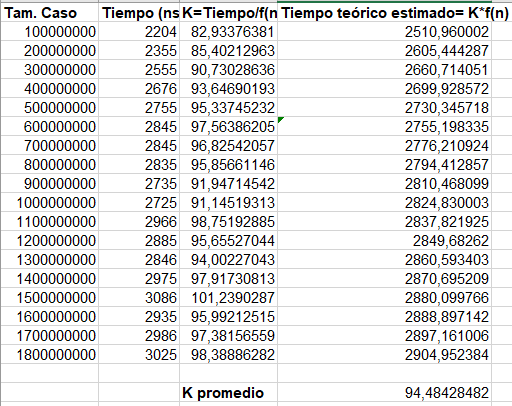 Tam. Caso Tiempo (ns K=Tiempo/f(n Tiempo teórico estimado= K*f(n)
100000000 2204 82,93376381 2510,960002
200000000 2355 85,40212963 2605,444287
300000000 2555 90,73028636 2660,714051
400000000 2676 93,64690193 2699,928572
500000000 2755 95,33745232 2730,345718
600000000 2845 97,56386205 2755,198335
700000000 2845 96,82542057 2776,210924
800000000 2835 95,85661146 2794,412857
900000000 2735 91,94714542 2810,468099
1000000000 2725 91,14519313 2824,830003
1100000000 2966 98,75192885 2837,821925
1200000000 2885 95,65527044 2849,68262
1300000000 2846 94,00227043 2860,593403
1400000000 2975 97,91730813 2870,695209
1500000000 3086 101,2390287 2880,099766
1600000000 2935 95,99212515 2888,897142
1700000000 2986 97,38156559 2897,161006
1800000000 3025 98,38886282 2904,952384
K promedio 94,48428482